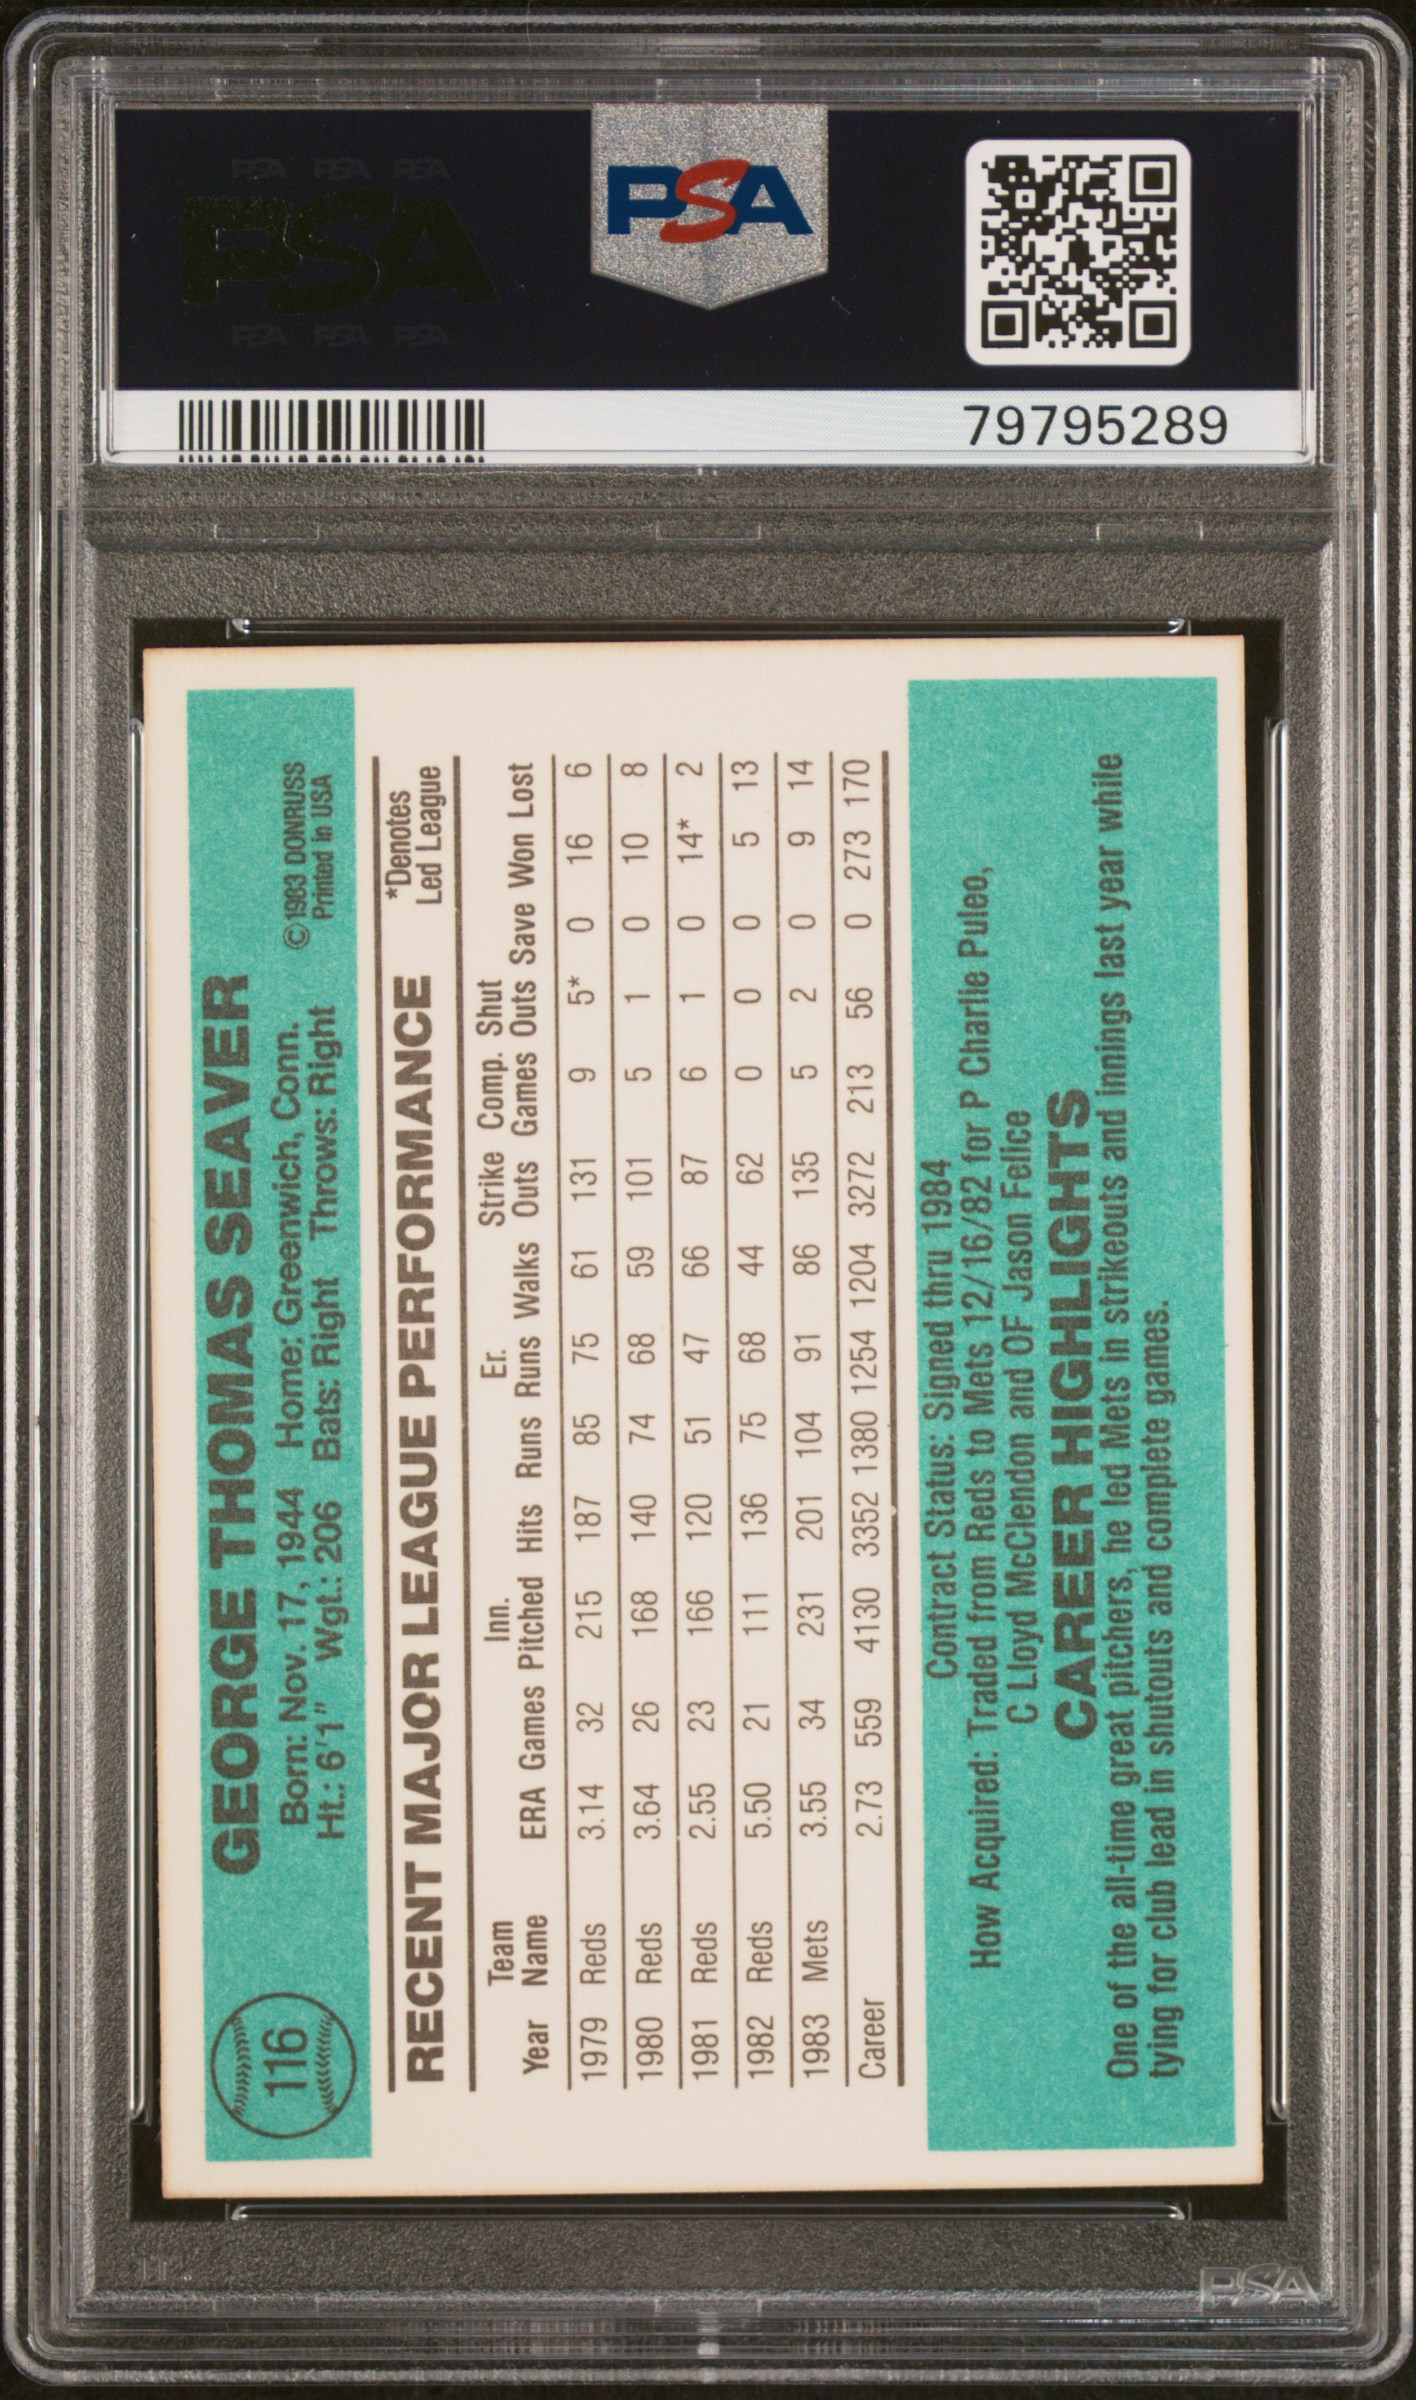 PSA PSA PSA
PSA
PSA PSA PSA
PSA
79795289
116
GEORGE THOMAS SEAVER
Born: Nov. 17, 1944 Home: Greenwich, Conn.
Ht.: 6'1" Wgt.: 206 Bats: Right Throws: Right
©1983 DONRUSS
Printed in USA
RECENT MAJOR LEAGUE PERFORMANCE
*Denotes
Led League
Team Inn. Er. Strike Comp. Shut
Year Name ERA Games Pitched Hits Runs Runs Walks Outs Games Outs Save Won Lost
1979 Reds 3.14 32 215 187 85 75 61 131 9 5* 0 16 6
1980 Reds 3.64 26 168 140 74 68 59 101 5 1 0 10 8
1981 Reds 2.55 23 166 120 51 47 66 87 6 1 0 14* 2
1982 Reds 5.50 21 111 136 75 68 44 62 0 0 0 5 13
1983 Mets 3.55 34 231 201 104 91 86 135 5 2 0 9 14
Career 2.73 559 4130 3352 1380 1254 1204 3272 213 56 0 273 170
Contract Status: Signed thru 1984
How Acquired: Traded from Reds to Mets 12/16/82 for P Charlie Puleo,
C Lloyd McClendon and OF Jason Felice
CAREER HIGHLIGHTS
One of the all-time great pitchers, he led Mets in strikeouts and innings last year while
tying for club lead in shutouts and complete games.
PSA